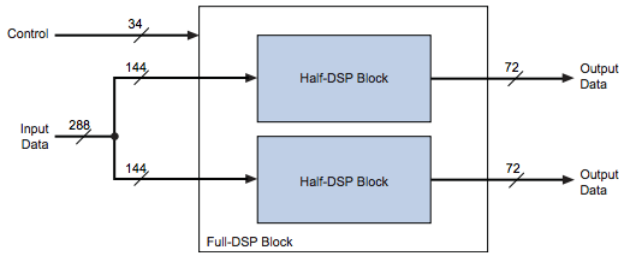 Control
34
144
Half-DSP Block
72
Output
Data
Input
Data
288
144
Half-DSP Block
72
Output
Data
Full-DSP Block